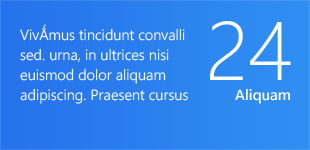 VivÁmus tincidunt convalli
sed. urna, in ultrices nisi
euismod dolor aliquam
adipiscing. Praesent cursus
24
Aliquam